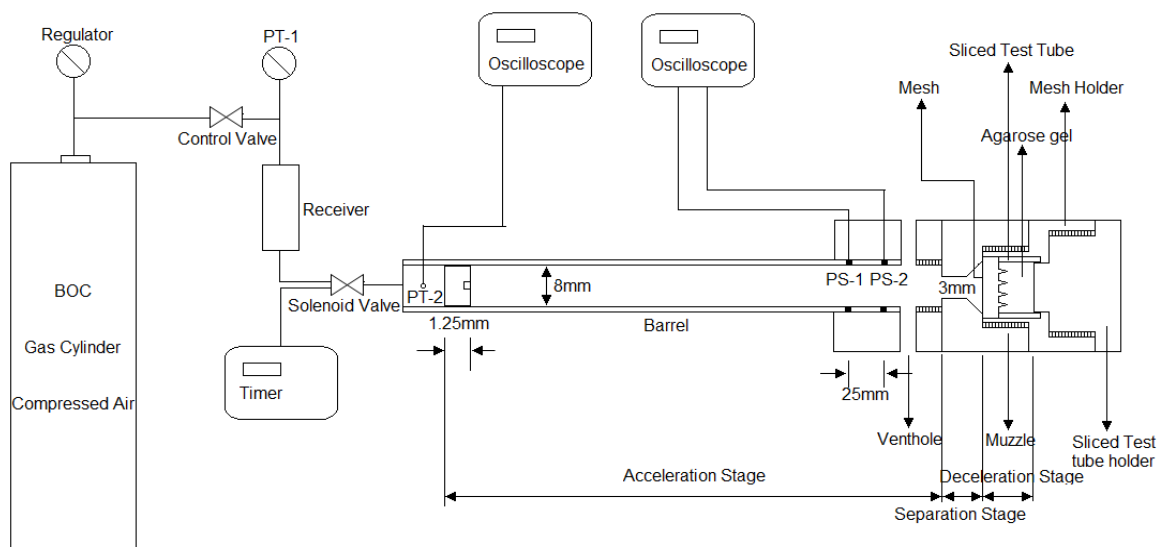 Regulator
PT-1
Oscilloscope
Oscilloscope
Sliced Test Tube
Mesh
Mesh Holder
Control Valve
Agarose gel
Receiver
BOC
Gas Cylinder
Compressed Air
Solenoid Valve
PT-2
8mm
PS-1
PS-2
3mm
1.25mm
Barrel
Timer
25mm
Venthole
Muzzle
Sliced Test
tube holder
Acceleration Stage
Deceleration Stage
Separation Stage